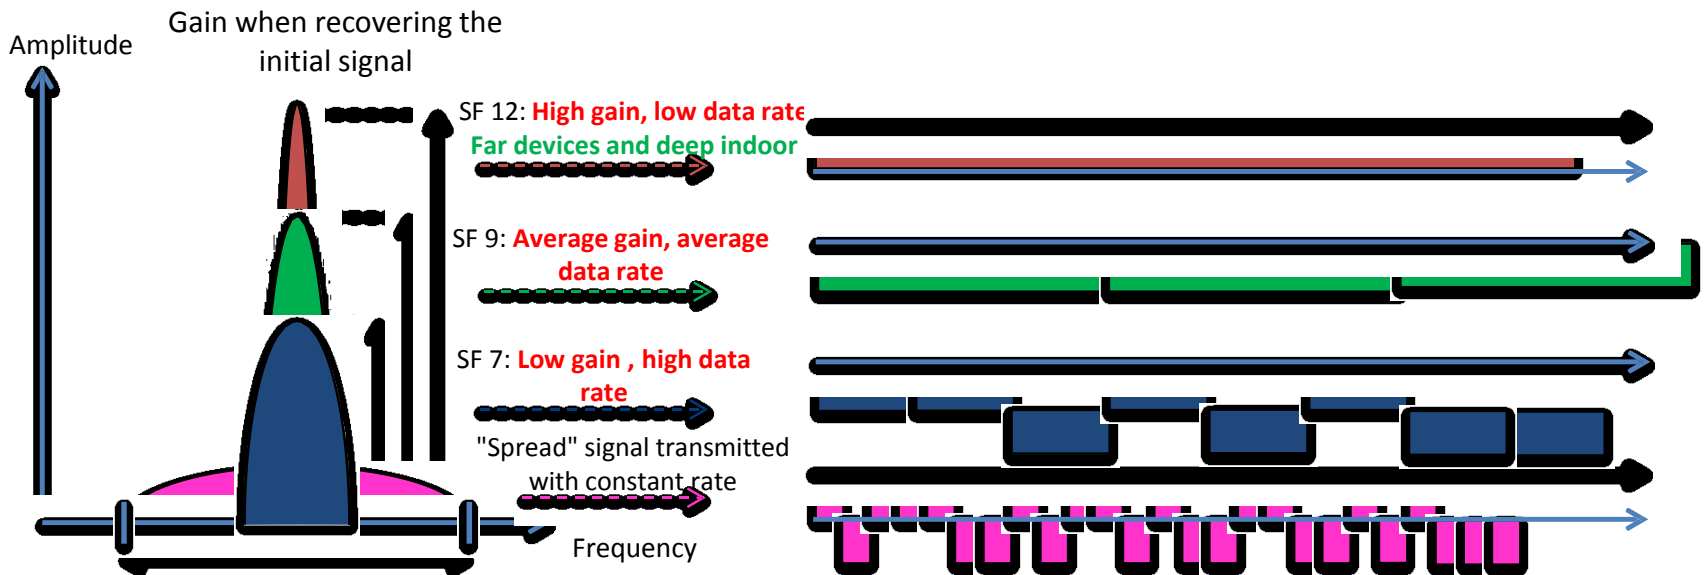 Gain when recovering the
initial signal
Amplitude
SF 12: High gain, low data rate
Far devices and deep indoor
SF 9: Average gain, average
data rate
SF 7: Low gain , high data
rate
"Spread" signal transmitted
with constant rate
Frequency